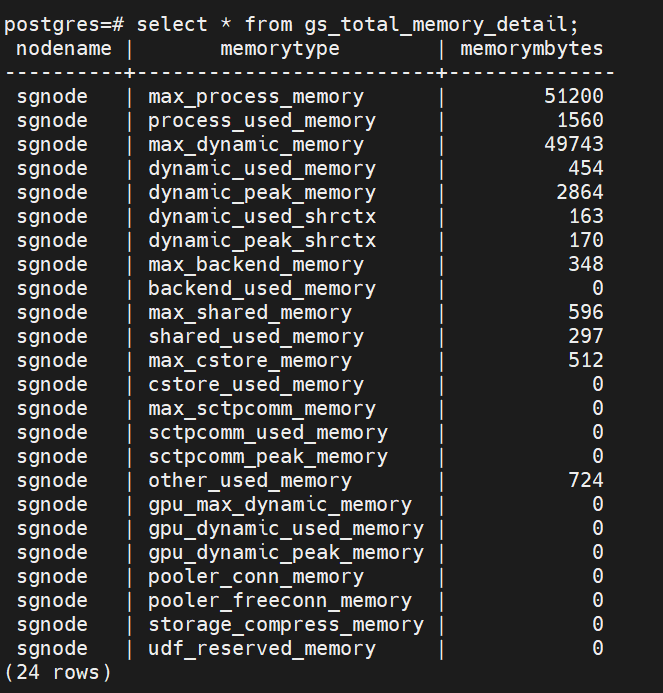 postgres=# select * from gs_total_memory_detail;
 nodename |       memorytype        | memorymbytes
----------+-------------------------+--------------
 sgnode   | max_process_memory      |        51200
 sgnode   | process_used_memory     |         1560
 sgnode   | max_dynamic_memory      |        49743
 sgnode   | dynamic_used_memory     |          454
 sgnode   | dynamic_peak_memory     |         2864
 sgnode   | dynamic_used_shrctx     |          163
 sgnode   | dynamic_peak_shrctx     |          170
 sgnode   | max_backend_memory      |          348
 sgnode   | backend_used_memory     |            0
 sgnode   | max_shared_memory       |          596
 sgnode   | shared_used_memory      |          297
 sgnode   | max_cstore_memory       |          512
 sgnode   | cstore_used_memory      |            0
 sgnode   | max_sctpcomm_memory     |            0
 sgnode   | sctpcomm_used_memory    |            0
 sgnode   | sctpcomm_peak_memory    |            0
 sgnode   | other_used_memory       |          724
 sgnode   | gpu_max_dynamic_memory  |            0
 sgnode   | gpu_dynamic_used_memory |            0
 sgnode   | gpu_dynamic_peak_memory |            0
 sgnode   | pooler_conn_memory      |            0
 sgnode   | pooler_freeconn_memory  |            0
 sgnode   | storage_compress_memory |            0
 sgnode   | udf_reserved_memory     |            0
(24 rows)